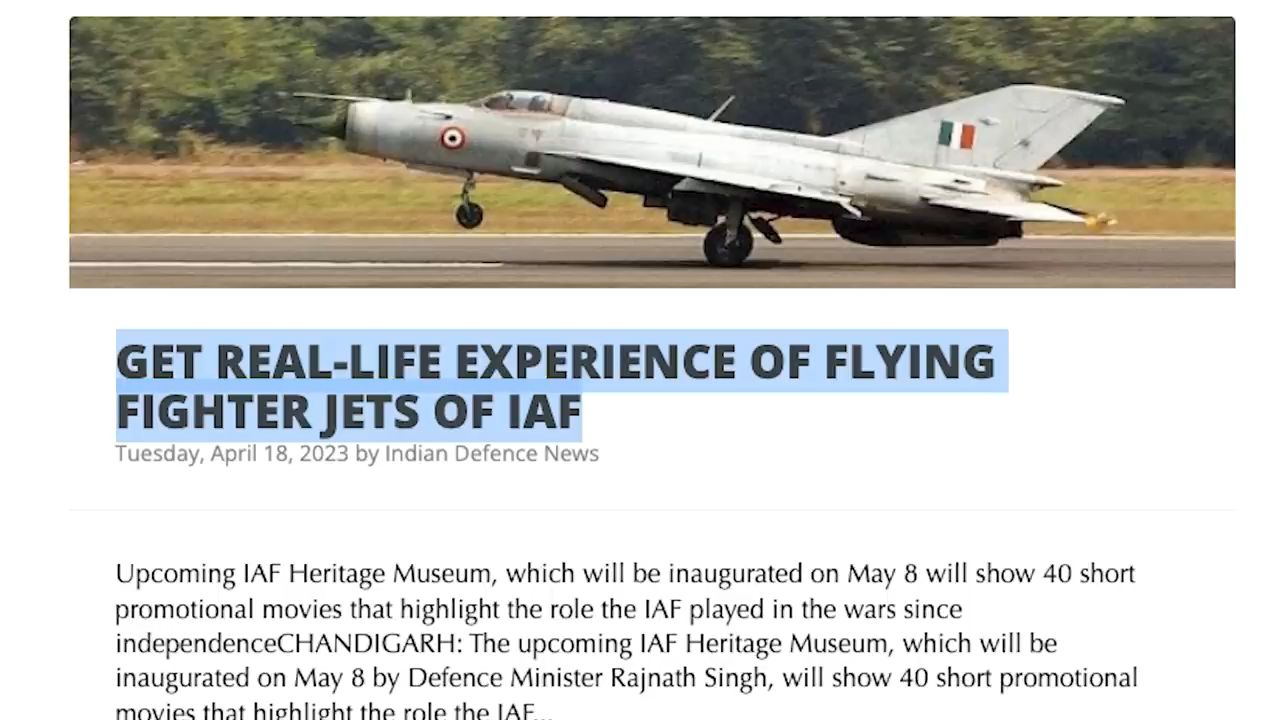 GET REAL-LIFE EXPERIENCE OF FLYING
FIGHTER JETS OF IAF
Tuesday, April 18, 2023 by Indian Defence News
Upcoming IAF Heritage Museum, which will be inaugurated on May 8 will show 40 short
promotional movies that highlight the role the IAF played in the wars since
independenceCHANDIGARH: The upcoming IAF Heritage Museum, which will be
inaugurated on May 8 by Defence Minister Rajnath Singh, will show 40 short promotional
movies that highlight the role the IAF...